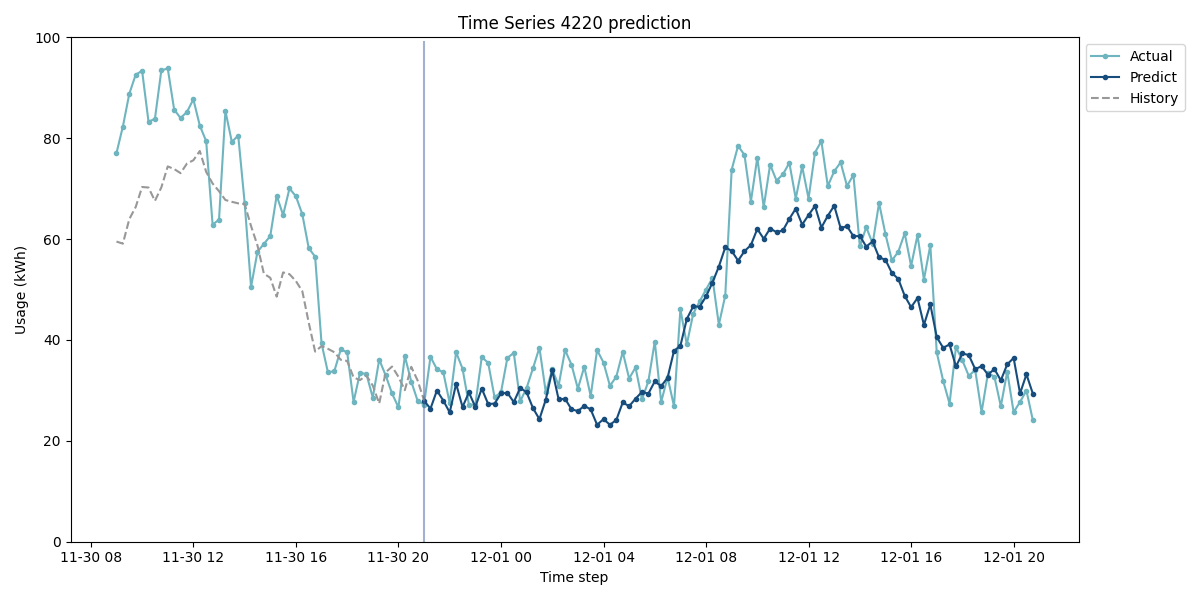 Time Series 4220 prediction
Usage (kWh)
100
80
60
40
20
0
11-30 08
11-30 12
11-30 16
11-30 20
12-01 00
12-01 04
12-01 08
12-01 12
12-01 16
12-01 20
Time step
Actual
Predict
History